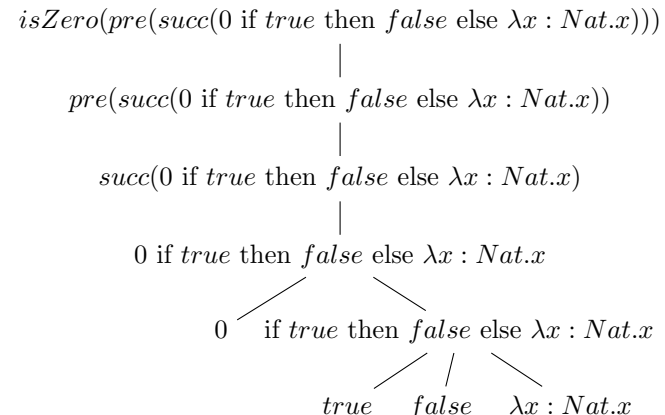 isZero(pre(succ(0 if true then false else λx : Nat.x)))
pre(succ(0 if true then false else λx : Nat.x))
succ(0 if true then false else λx : Nat.x)
0 if true then false else λx : Nat.x
0 if true then false else λx : Nat.x
true false λx : Nat.x